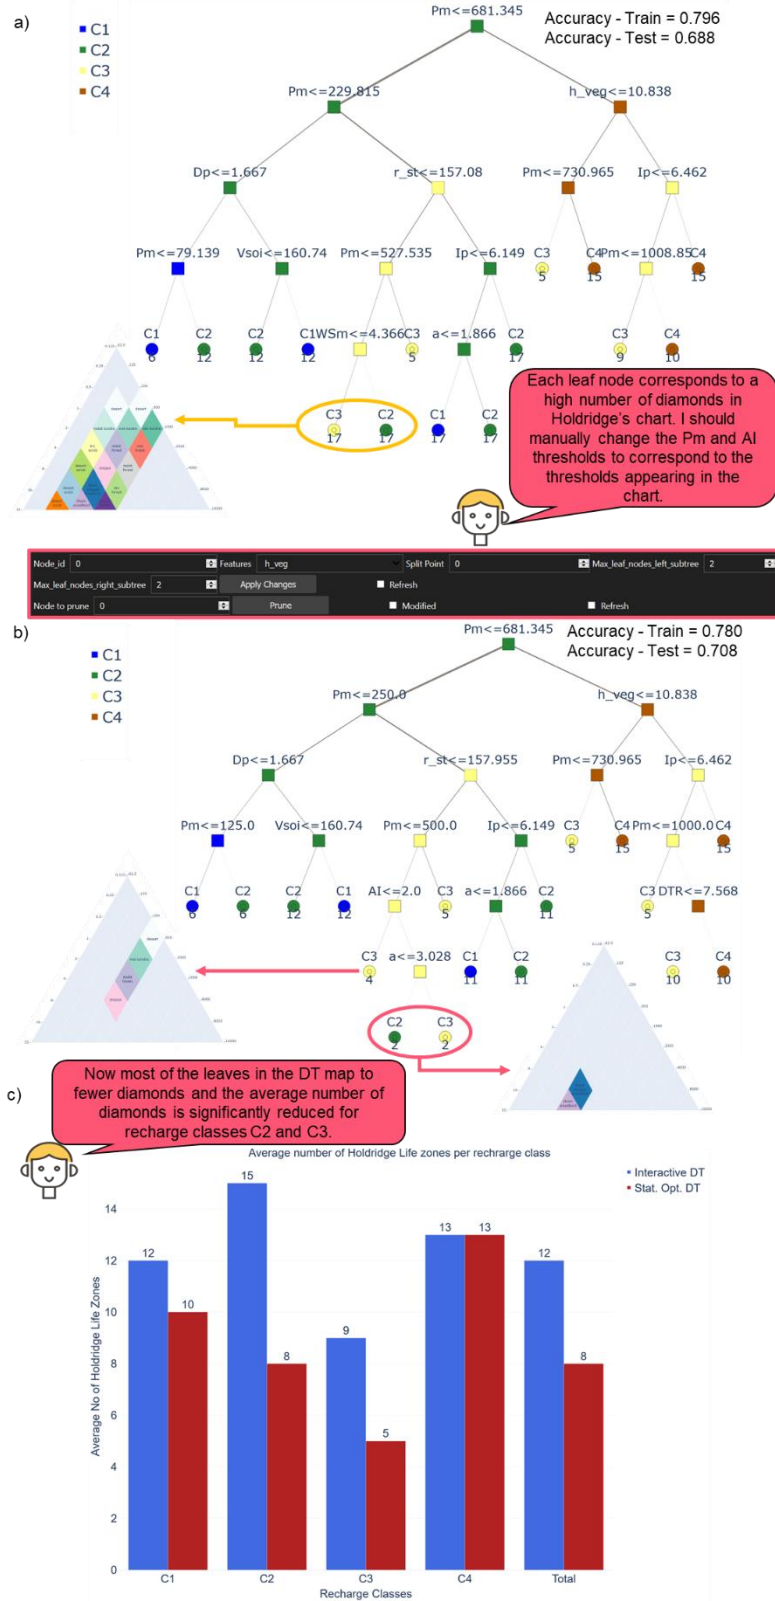 a)
C1
C2
C3
C4
Accuracy - Train = 0.796
Accuracy - Test = 0.688
Pm<=681.345
Pm<=229.815
h_veg<=10.838
Dp<=1.667
r_st<=157.08
Pm<=730.965
Ip<=6.462
Pm<=79.139
Vsoi<=160.74
Pm<=527.535
Ip<=6.149
C3
5
C4
15
Pm<=1008.85
C4
15
C1
6
C2
12
C2
12
C1
12
WSm<=4.366
C3
5
a<=1.866
C2
17
C3
9
C4
10
C3
17
C2
17
C1
17
C2
17
Each leaf node corresponds to a
high number of diamonds in
Holdridge's chart. I should
manually change the Pm and AI
thresholds to correspond to the
thresholds appearing in the
chart.
Node_id 0 Features h_veg Split Point 0 Max_leaf_nodes_left_subtree 2
Max_leaf_nodes_right_subtree 2 Apply Changes Refresh
Node to prune 0 Prune Modified Refresh
b)
C1
C2
C3
C4
Accuracy - Train = 0.780
Accuracy - Test = 0.708
Pm<=681.345
Pm<=250.0
h_veg<=10.838
Dp<=1.667
r_st<=157.955
Pm<=730.965
Ip<=6.462
Pm<=125.0
Vsoi<=160.74
Pm<=500.0
Ip<=6.149
C3
5
C4
15
Pm<=1000.0
C4
15
C1
6
C2
6
C2
12
C1
12
AI<=2.0
C3
5
a<=1.866
C2
11
C3
5
DTR<=7.568
C3
4
a<=3.028
C1
11
C2
11
C3
10
C4
10
C2
2
C3
2
Now most of the leaves in the DT map to
fewer diamonds and the average number of
diamonds is significantly reduced for
recharge classes C2 and C3.
c)
Average number of Holdridge Life zones per rechrarge class
Interactive DT
Stat. Opt. DT
Average No of Holdridge Life Zones
14
12
10
8
6
4
2
0
12
10
15
8
9
5
13
13
12
8
C1
C2
C3
C4
Total
Recharge Classes